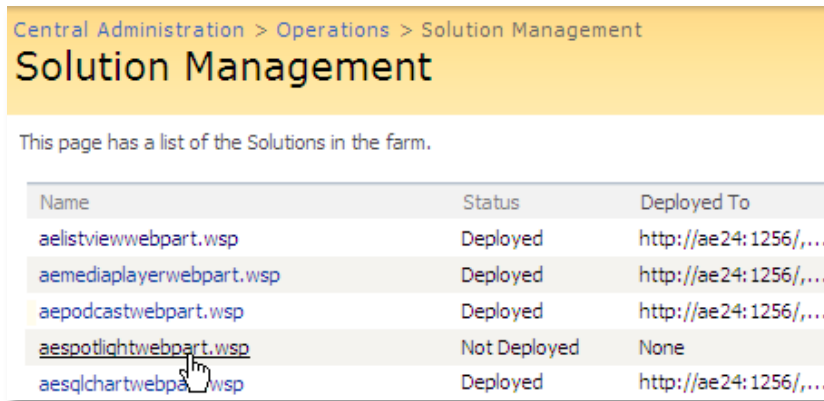 Central Administration > Operations > Solution Management
Solution Management
This page has a list of the Solutions in the farm.
Name Status Deployed To
aelistviewwebpart.wsp Deployed http://ae24:1256/,...
aemediaplayerwebpart.wsp Deployed http://ae24:1256/,...
aepodcastwebpart.wsp Deployed http://ae24:1256/,...
aespotlightwebpart.wsp Not Deployed None
aesqlchartwebpart.wsp Deployed http://ae24:1256/,...